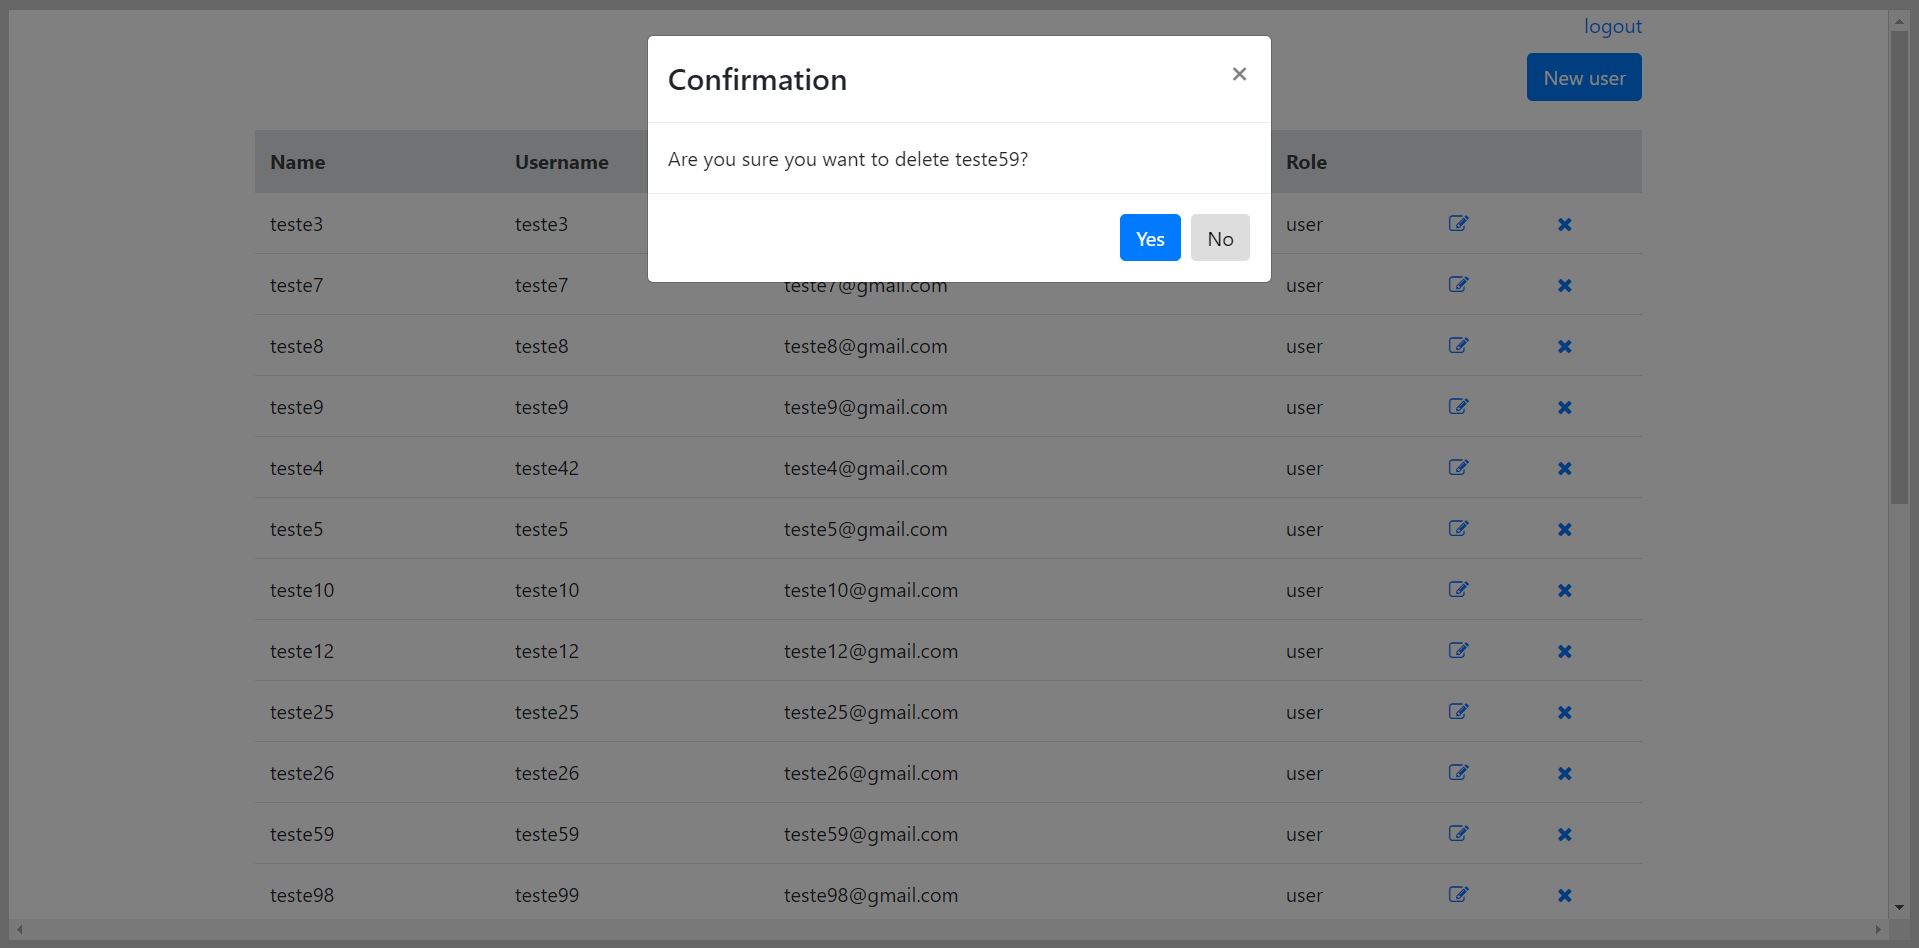 logout
Confirmation ×
New user
Name Username Role
Are you sure you want to delete teste59?
teste3 teste3 user
Yes No
teste7 teste7 teste7@gmail.com user
teste8 teste8 teste8@gmail.com user
teste9 teste9 teste9@gmail.com user
teste4 teste42 teste4@gmail.com user
teste5 teste5 teste5@gmail.com user
teste10 teste10 teste10@gmail.com user
teste12 teste12 teste12@gmail.com user
teste25 teste25 teste25@gmail.com user
teste26 teste26 teste26@gmail.com user
teste59 teste59 teste59@gmail.com user
teste98 teste99 teste98@gmail.com user